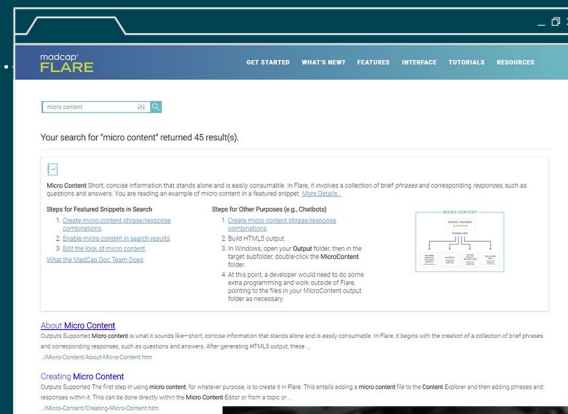 madcap
FLARE
GET STARTED WHAT'S NEW? FEATURES INTERFACE TUTORIALS RESOURCES
micro content
Your search for "micro content" returned 45 result(s).
Micro Content Short, concise information that stands alone and is easily consumable. In Flare, it involves a collection of brief phrases and corresponding responses, such as
questions and answers. You are reading an example of micro content in a featured snippet. More Details...
Steps for Featured Snippets in Search
1. Create micro content phrase/response
combinations.
2. Enable micro content in search results.
3. Edit the look of micro content.
What the MadCap Doc Team Does
Steps for Other Purposes (e.g., Chatbots)
1. Create micro content phrase/response
combinations.
2. Build HTML5 output.
3. In Windows, open your Output folder, then in the
target subfolder, double-click the MicroContent
folder.
4. At this point, a developer would need to do some
extra programming and work outside of Flare,
pointing to the files in your MicroContent output
folder as necessary.
MICRO CONTENT
About Micro Content
Outputs Supported Micro content is what it sounds like—short, concise information that stands alone and is easily consumable. In Flare, it begins with the creation of a collection of brief phrases
and corresponding responses, such as questions and answers. After generating HTML5 output, these ...
../Micro-Content/About-Micro-Content.htm
Creating Micro Content
Outputs Supported The first step in using micro content, for whatever purpose, is to create it in Flare. This entails adding a micro content file to the Content Explorer and then adding phrases and
responses within it. This can be done directly within the Micro Content Editor or from a topic or ...
../Micro-Content/Creating-Micro-Content.htm